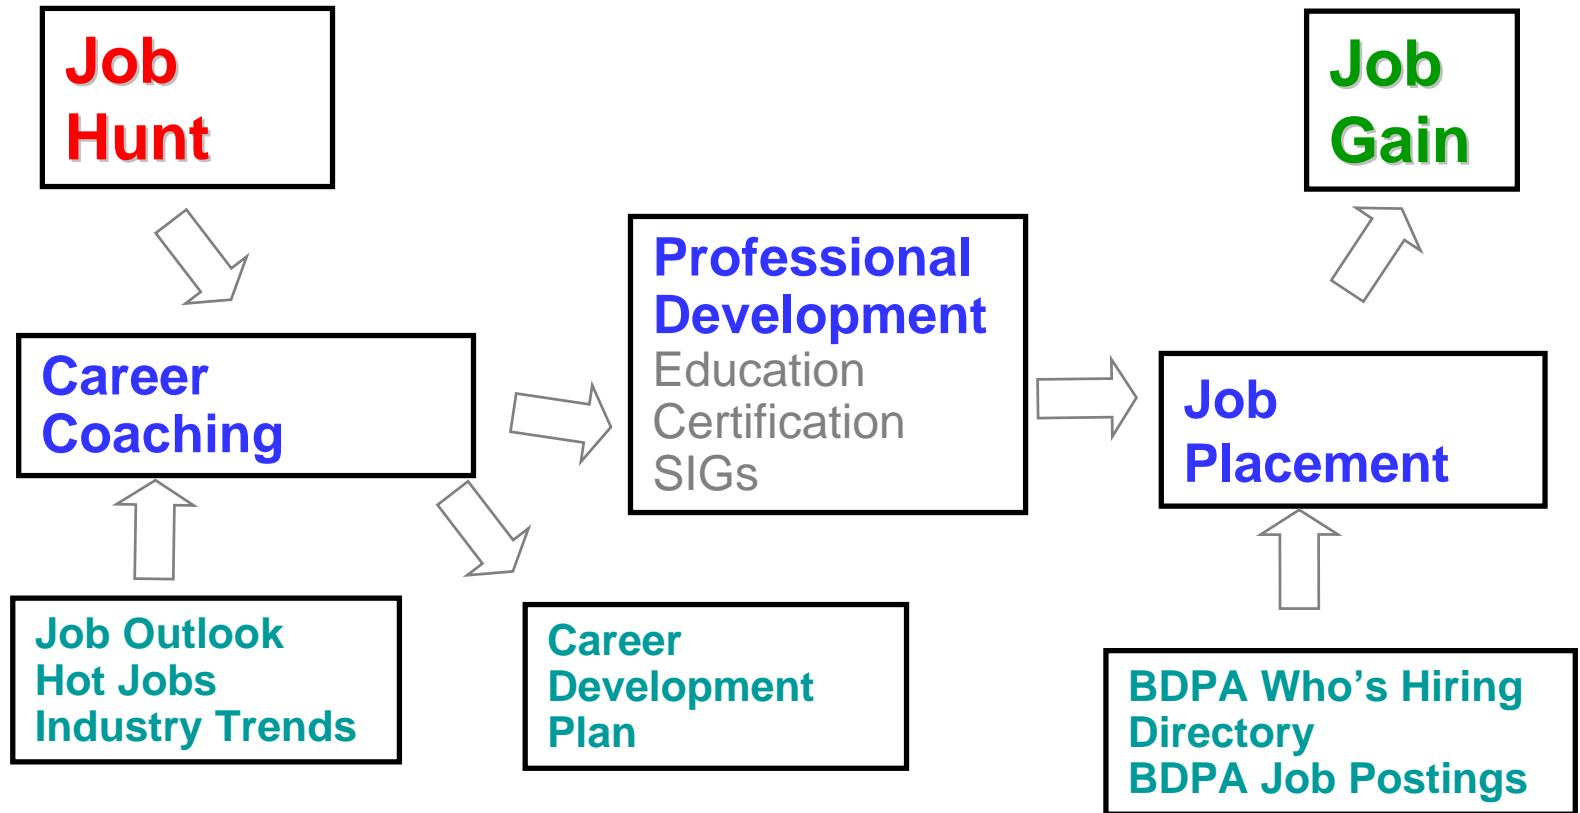 Job
Hunt
Job
Gain
Professional
Development
Education
Certification
SIGs
Career
Coaching
Job
Placement
Job Outlook
Hot Jobs
Industry Trends
Career
Development
Plan
BDPA Who’s Hiring
Directory
BDPA Job Postings